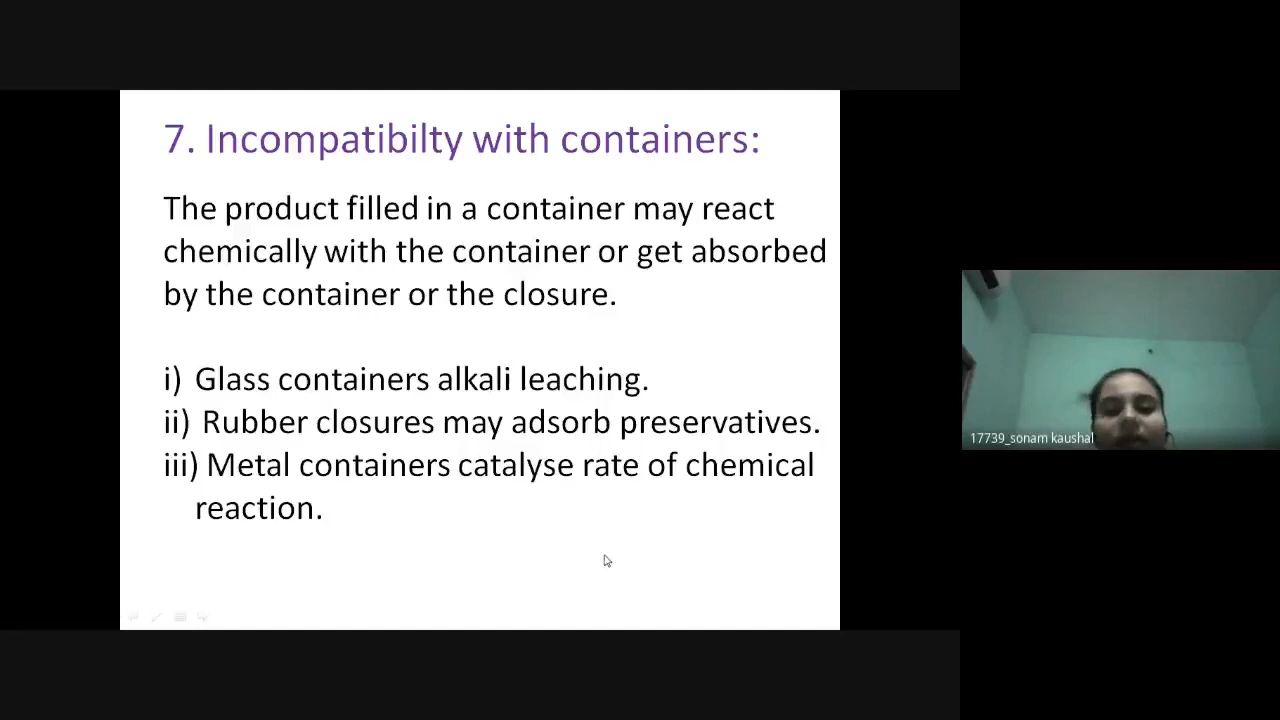 7. Incompatibilty with containers:
The product filled in a container may react
chemically with the container or get absorbed
by the container or the closure.
i) Glass containers alkali leaching.
ii) Rubber closures may adsorb preservatives.
iii) Metal containers catalyse rate of chemical
reaction.
17739_sonam kaushal